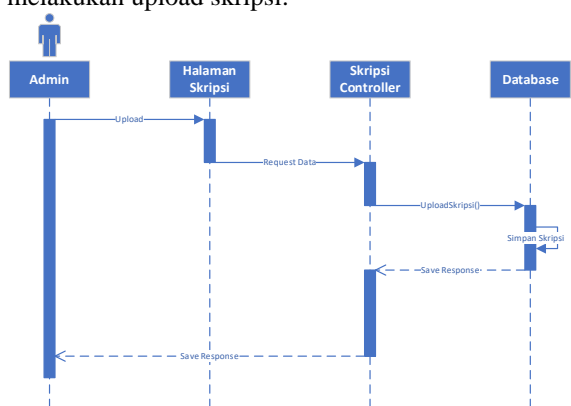 melakukan upload skripsi.
Admin
Halaman
Skripsi
Skripsi
Controller
Database
Upload
Request Data
UploadSkripsi()
Simpan Skripsi
Save Response
Save Response